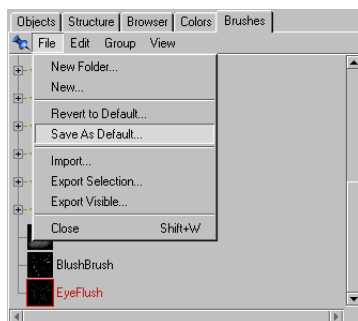 Objects Structure Browser Colors Brushes
File Edit Group View
New Folder...
New...
Revert to Default...
Save As Default...
Import...
Export Selection...
Export Visible...
Close Shift+W
BlushBrush
EyeFlush